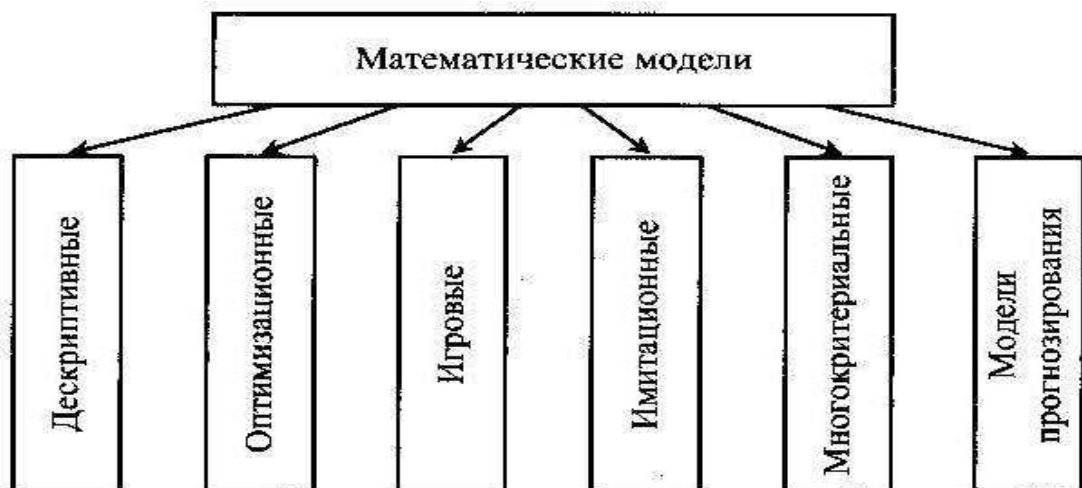 Математические модели
Дескриптивные
Оптимизационные
Игровые
Имитационные
Многокритериальные
Модели
прогнозирования